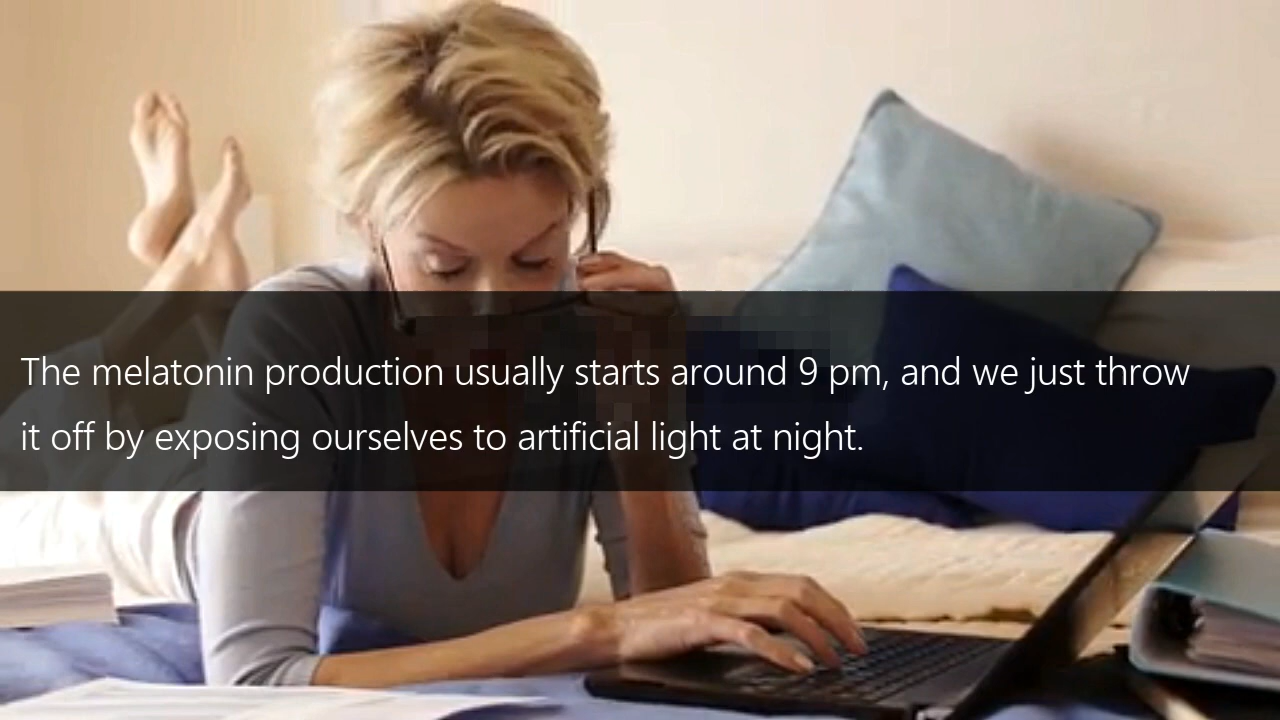 The melatonin production usually starts around 9 pm, and we just throw
it off by exposing ourselves to artificial light at night.